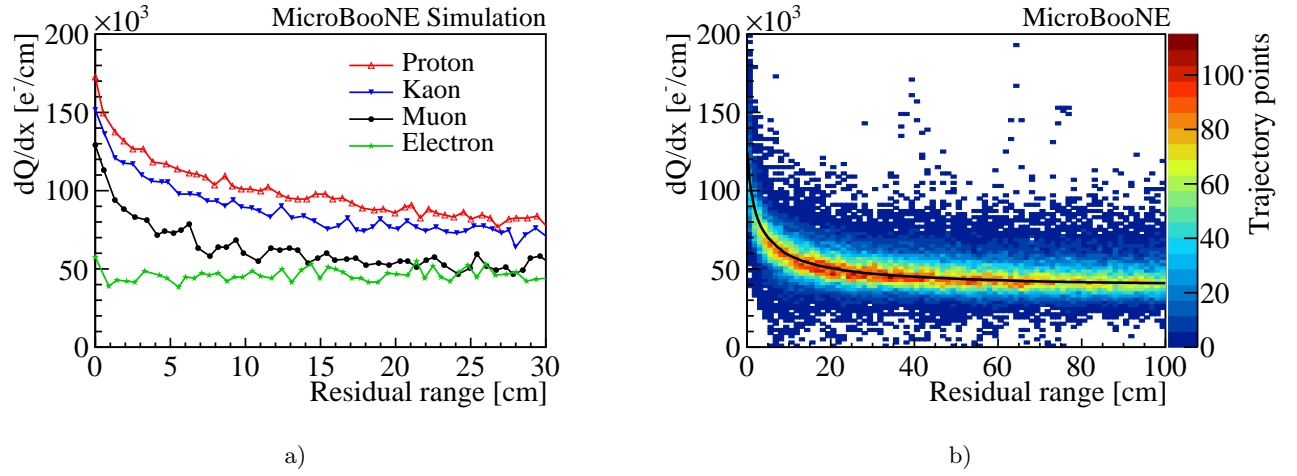 MicroBooNE Simulation
×10³
dQ/dx [e⁻/cm]
200
150
100
50
0
Proton
Kaon
Muon
Electron
0 5 10 15 20 25 30
Residual range [cm]
a)
MicroBooNE
×10³
dQ/dx [e⁻/cm]
200
150
100
50
0
0 20 40 60 80 100
Residual range [cm]
100
80
60
40
20
0
Trajectory points
b)